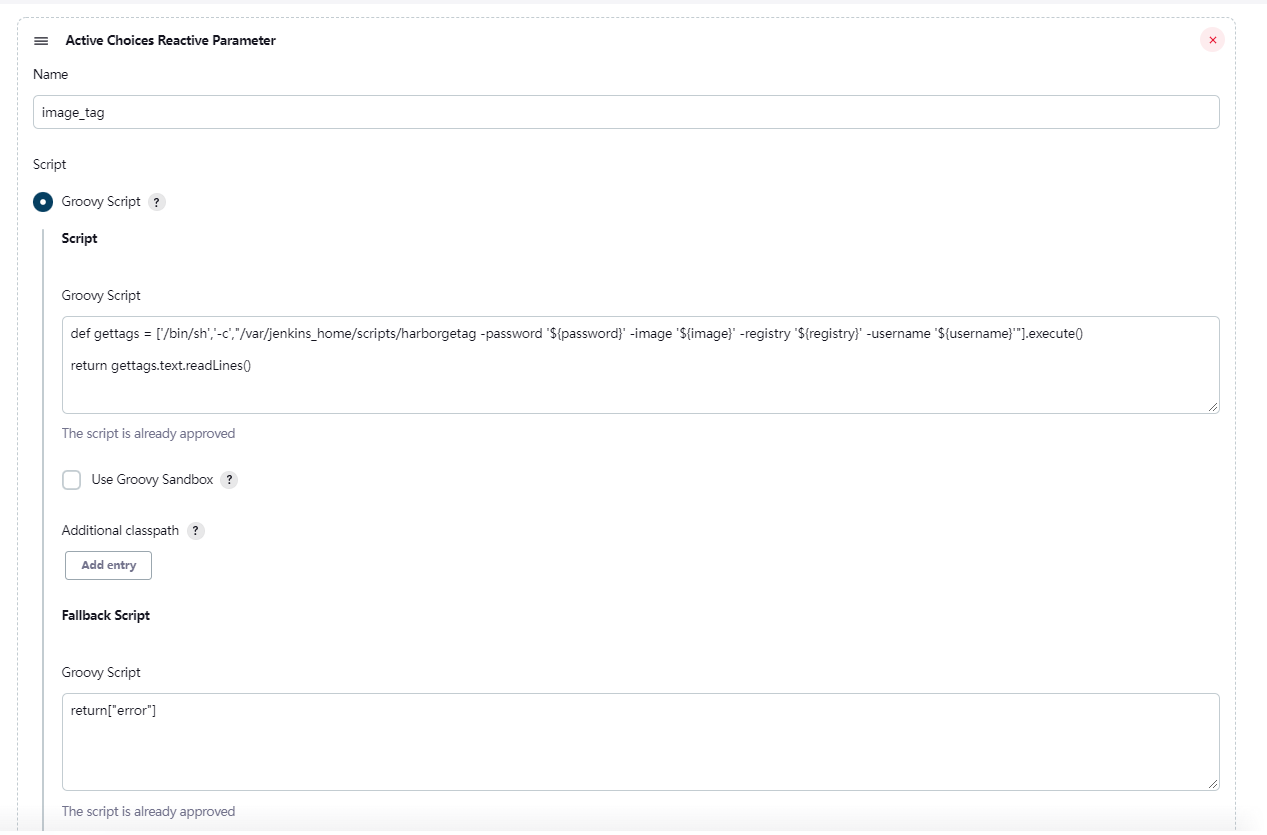 Active Choices Reactive Parameter
Name
image_tag
Script
Groovy Script ?
Script
Groovy Script
def gettags = ['/bin/sh','-c',"/var/jenkins_home/scripts/harborgetag -password '${password}' -image '${image}' -registry '${registry}' -username '${username}'"].execute()
return gettags.text.readLines()
The script is already approved
Use Groovy Sandbox ?
Additional classpath ?
Add entry
Fallback Script
Groovy Script
return["error"]
The script is already approved